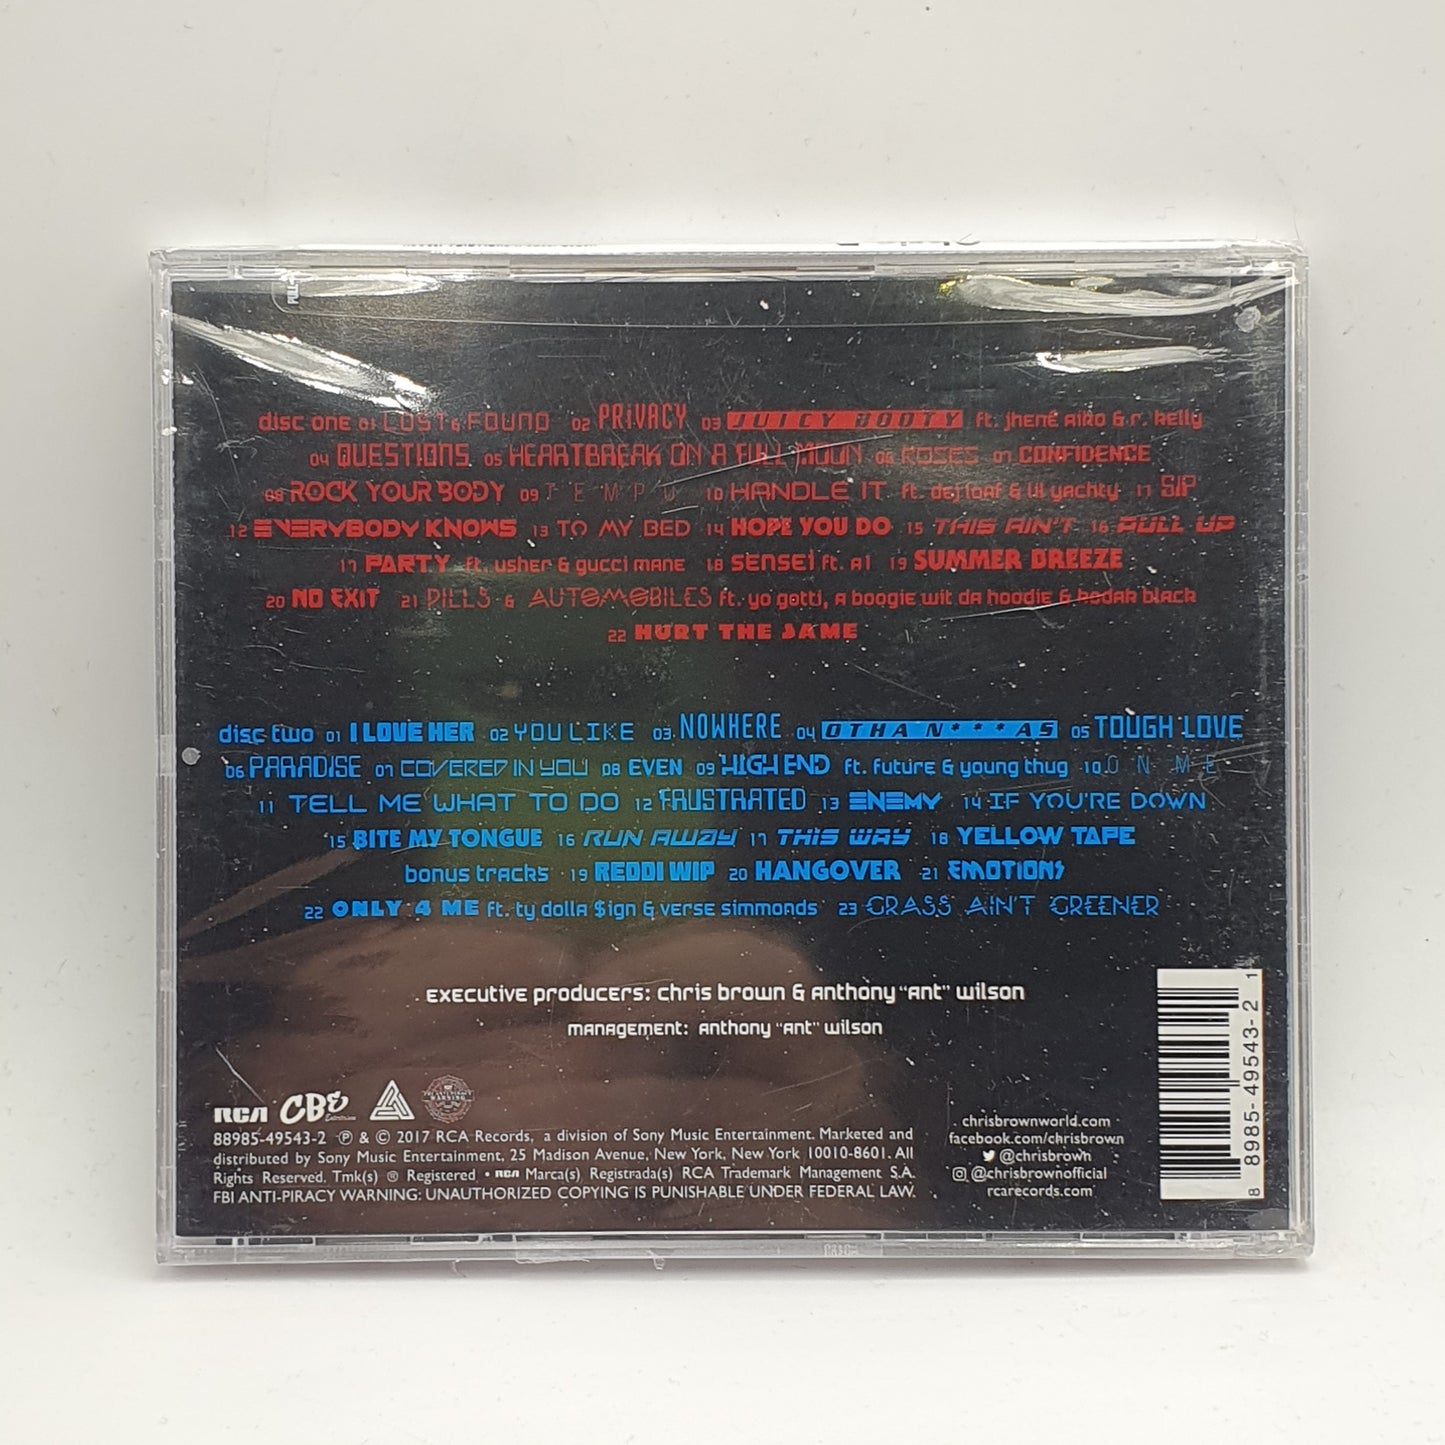 PULL
disc one 01 LOST & FOUND 02 PRIVACY 03 JUICY BOOTY ft. jhené aiko & r. kelly
04 QUESTIONS 05 HEARTBREAK ON A FULL MOON 06 ROSES 07 CONFIDENCE
08 ROCK YOUR BODY 09 TEMPO 10 HANDLE IT ft. dej loaf & lil yachty 11 SIP
12 EVERYBODY KNOWS 13 TO MY BED 14 HOPE YOU DO 15 THIS AIN'T 16 PULL UP
17 PARTY ft. usher & gucci mane 18 SENSEI ft. A1 19 SUMMER BREEZE
20 NO EXIT 21 PILLS & AUTOMOBILES ft. yo gotti, a boogie wit da hoodie & kodak black
22 HURT THE SAME
disc two 01 I LOVE HER 02 YOU LIKE 03 NOWHERE 04 OTHA N***AS 05 TOUGH LOVE
06 PARADISE 07 COVERED IN YOU 08 EVEN 09 HIGH END ft. future & young thug 10 ON ME
11 TELL ME WHAT TO DO 12 FRUSTRATED 13 ENEMY 14 IF YOU'RE DOWN
15 BITE MY TONGUE 16 RUN AWAY 17 THIS WAY 18 YELLOW TAPE
bonus tracks 19 REDDI WIP 20 HANGOVER 21 EMOTIONS
22 ONLY 4 ME ft. ty dolla $ign & verse simmonds 23 GRASS AIN'T GREENER
executive producers: chris brown & anthony "ant" wilson
management: anthony "ant" wilson
RCA CBE Entertainment
88985-49543-2 ℗ & © 2017 RCA Records, a division of Sony Music Entertainment. Marketed and
distributed by Sony Music Entertainment, 25 Madison Avenue, New York, New York 10010-8601. All
Rights Reserved. Tmk(s) ® Registered • RCA Marca(s) Registrada(s) RCA Trademark Management S.A.
FBI ANTI-PIRACY WARNING: UNAUTHORIZED COPYING IS PUNISHABLE UNDER FEDERAL LAW.
chrisbrownworld.com
facebook.com/chrisbrown
@chrisbrown
@chrisbrownofficial
rcarecords.com
8 8985-49543-2 1